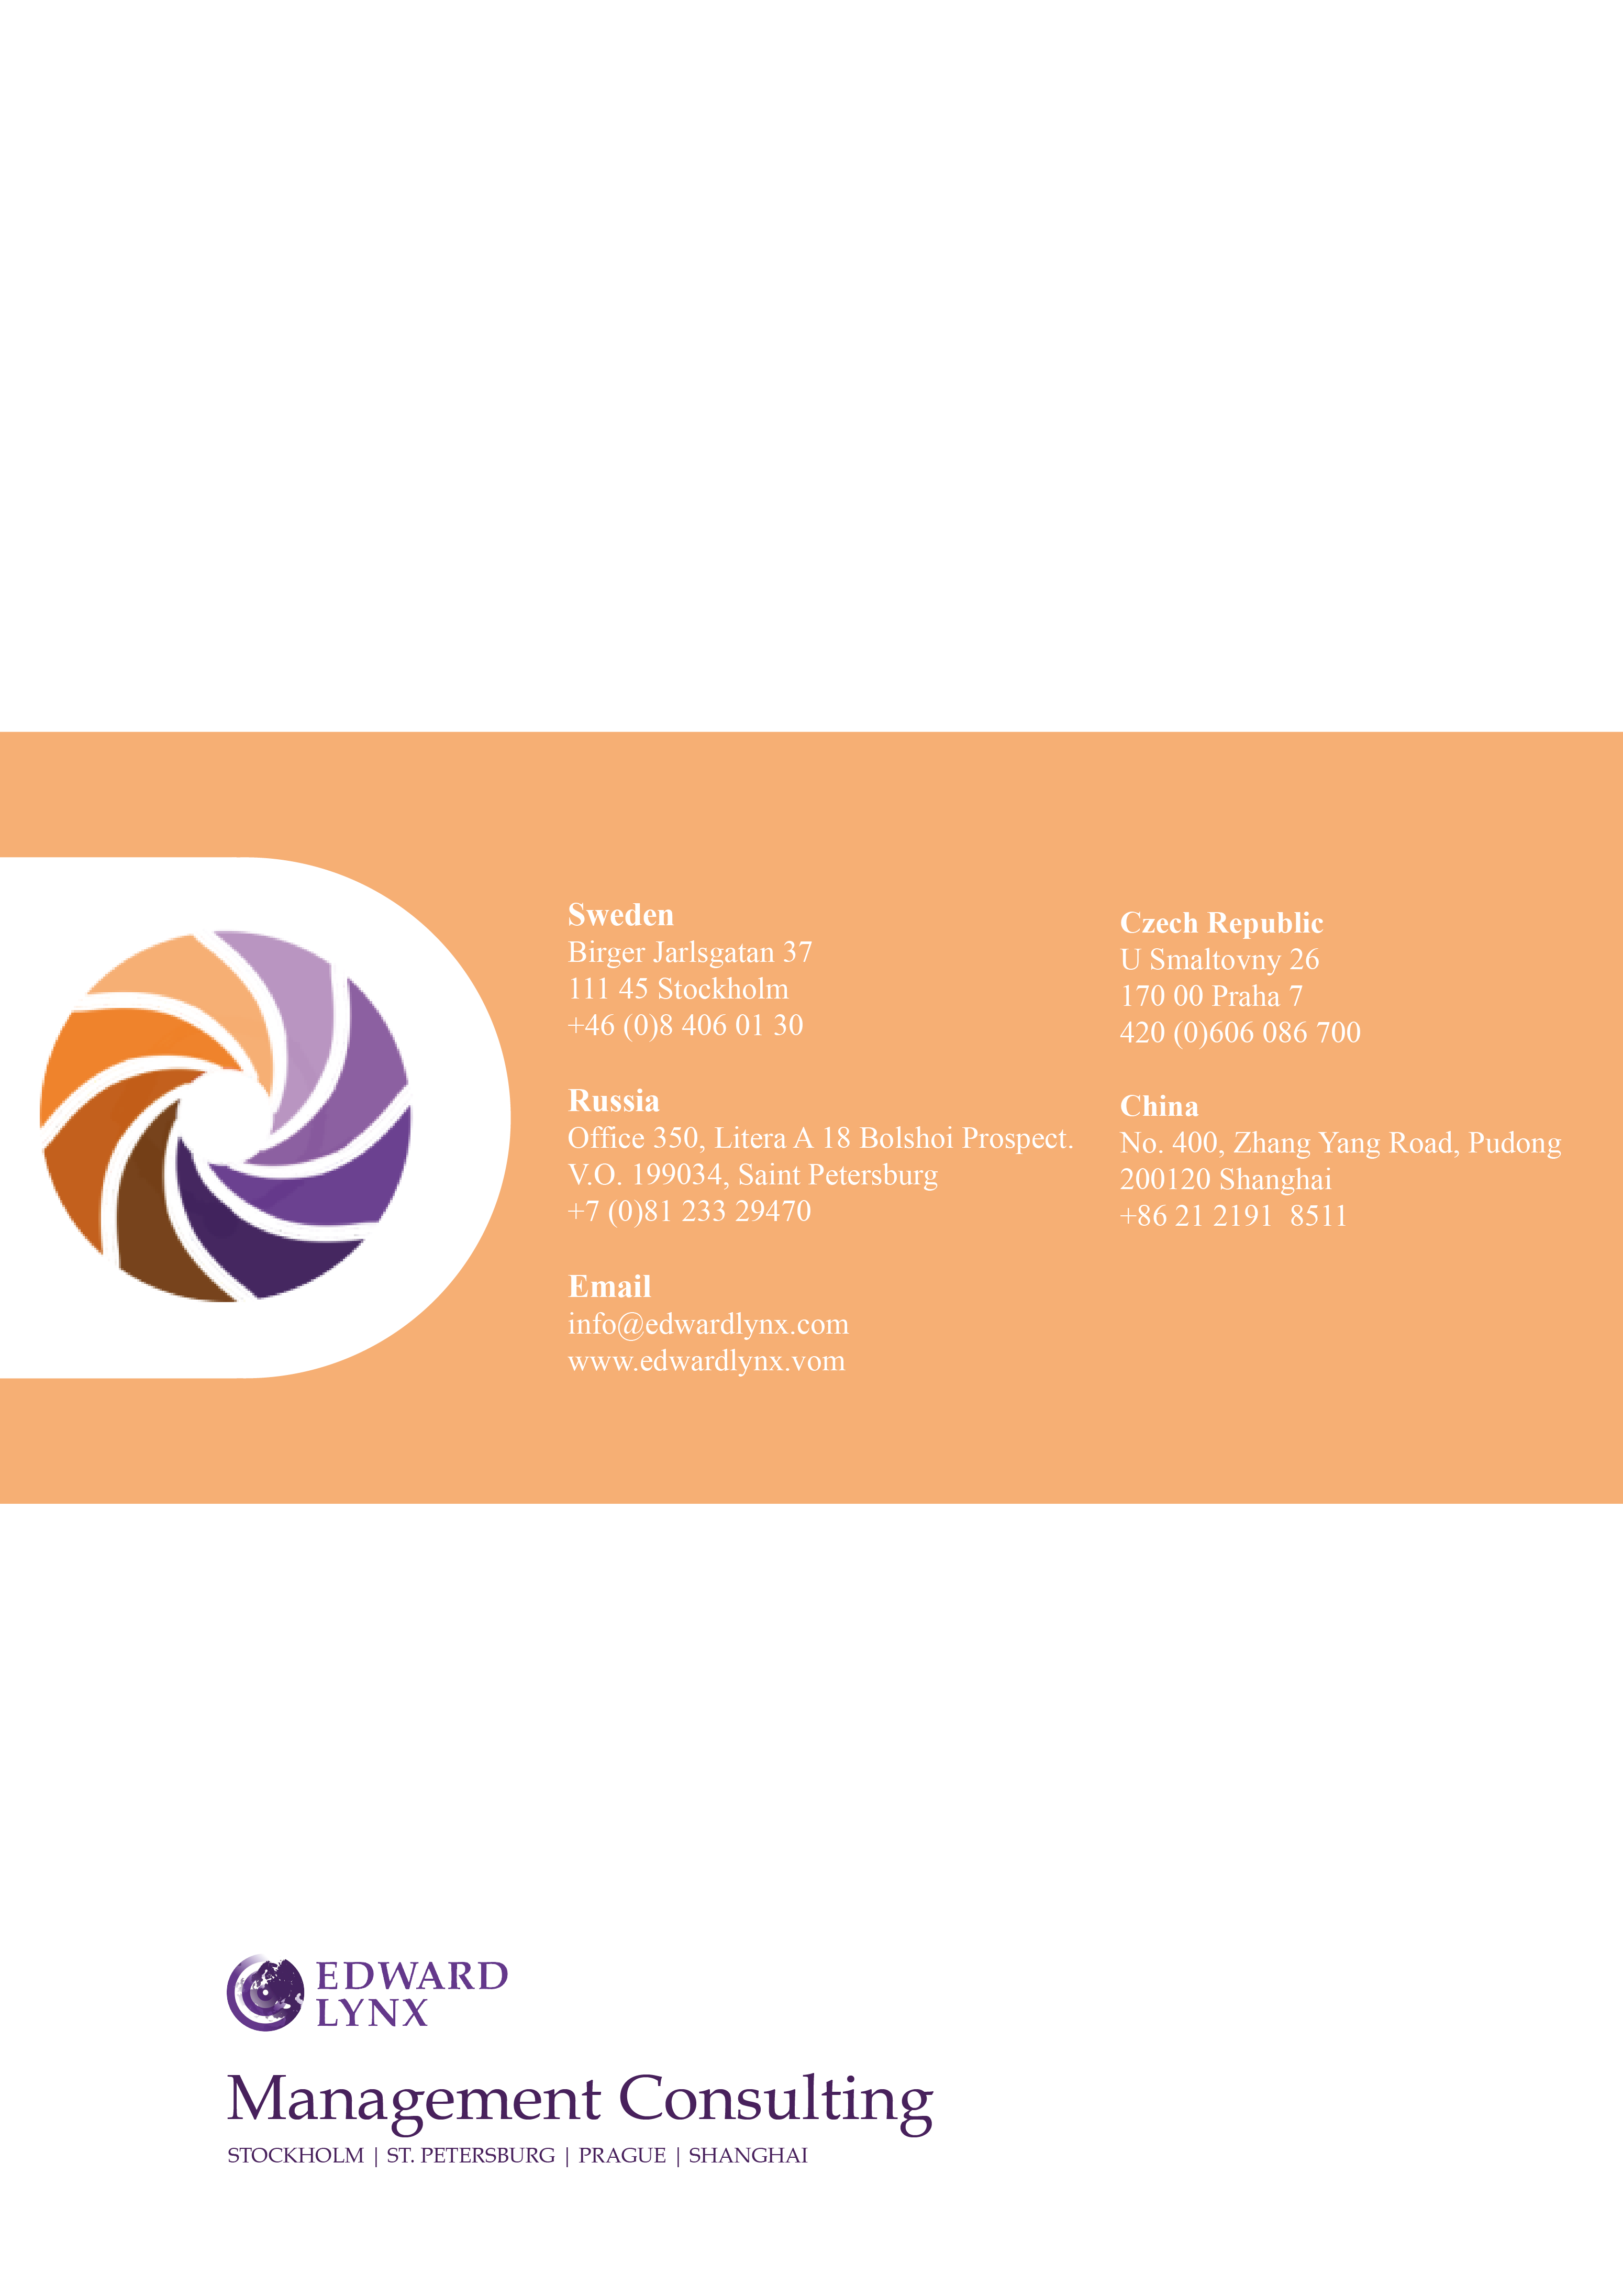 Sweden
Birger Jarlsgatan 37
111 45 Stockholm
+46 (0)8 406 01 30
Russia
Office 350, Litera A 18 Bolshoi Prospect.
V.O. 199034, Saint Petersburg
+7 (0)81 233 29470
Email
info@edwardlynx.com
www.edwardlynx.vom
Czech Republic
U Smaltovny 26
170 00 Praha 7
420 (0)606 086 700
China
No. 400, Zhang Yang Road, Pudong
200120 Shanghai
+86 21 2191  8511
EDWARD
LYNX
Management Consulting
STOCKHOLM | ST. PETERSBURG | PRAGUE | SHANGHAI